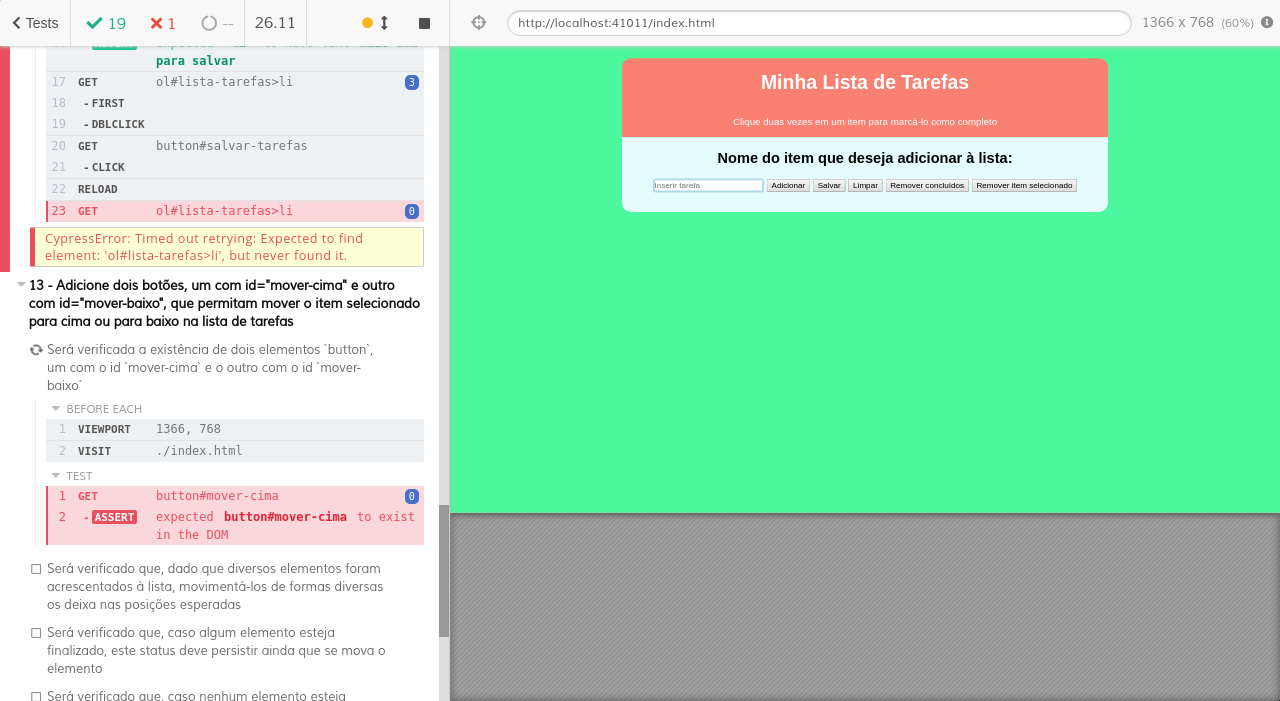 Tests
19
1
--
26.11
http://localhost:41011/index.html
1366 x 768 (60%)
para salvar
17 GET ol#lista-tarefas>li 3
18 - FIRST
19 - DBLCLICK
20 GET button#salvar-tarefas
21 - CLICK
22 RELOAD
23 GET ol#lista-tarefas>li 0
CypressError: Timed out retrying: Expected to find
element: 'ol#lista-tarefas>li', but never found it.
13 - Adicione dois botões, um com id="mover-cima" e outro
com id="mover-baixo", que permitam mover o item selecionado
para cima ou para baixo na lista de tarefas
Será verificada a existência de dois elementos `button`,
um com o id `mover-cima` e o outro com o id `mover-
baixo`
BEFORE EACH
1 VIEWPORT 1366, 768
2 VISIT ./index.html
TEST
1 GET button#mover-cima 0
2 - ASSERT expected button#mover-cima to exist
in the DOM
Será verificado que, dado que diversos elementos foram
acrescentados à lista, movimentá-los de formas diversas
os deixa nas posições esperadas
Será verificado que, caso algum elemento esteja
finalizado, este status deve persistir ainda que se mova o
elemento
Será verificado que, caso nenhum elemento esteja
Minha Lista de Tarefas
Clique duas vezes em um item para marcá-lo como completo
Nome do item que deseja adicionar à lista:
Inserir tarefa Adicionar Salvar Limpar Remover concluídos Remover item selecionado